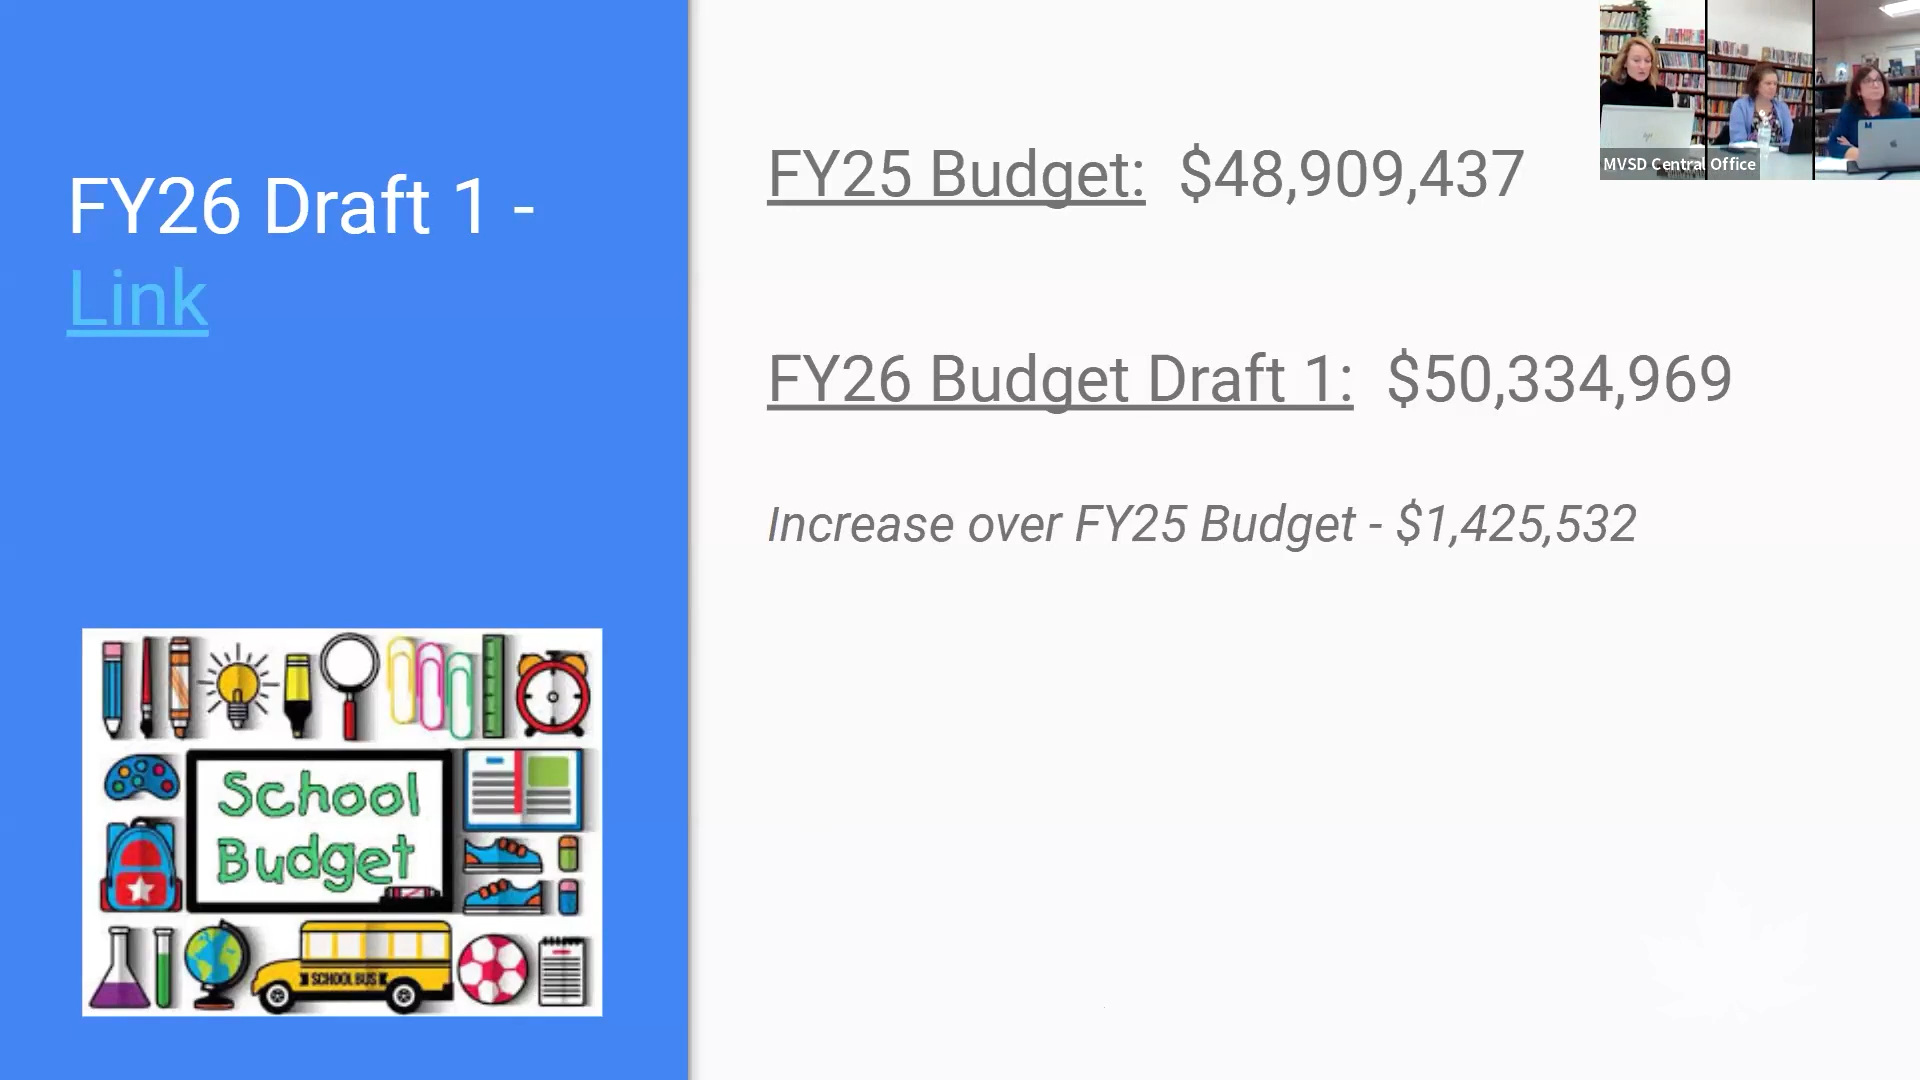 FY26 Draft 1 -
Link
FY25 Budget: $48,909,437
FY26 Budget Draft 1: $50,334,969
Increase over FY25 Budget - $1,425,532
School
Budget
SCHOOL BUS
MVSD Central Office